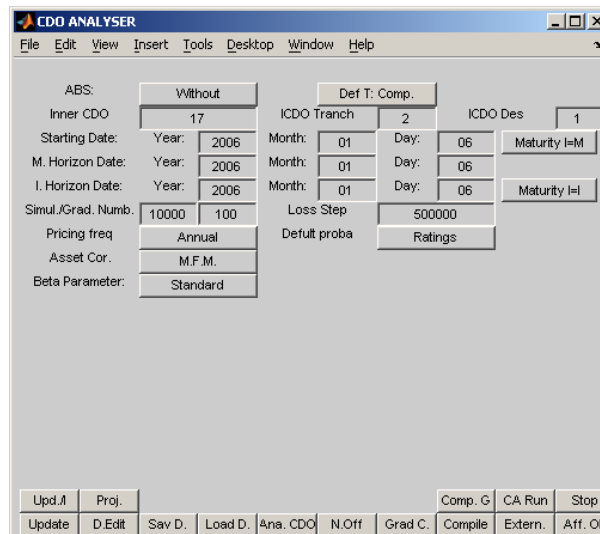 CDO ANALYSER
File Edit View Insert Tools Desktop Window Help
ABS: Without Def T: Comp.
Inner CDO 17 ICDO Tranch 2 ICDO Des 1
Starting Date: Year: 2006 Month: 01 Day: 06 Maturity I=M
M. Horizon Date: Year: 2006 Month: 01 Day: 06
I. Horizon Date: Year: 2006 Month: 01 Day: 06 Maturity I=I
Simul./Grad. Numb. 10000 100 Loss Step 500000
Pricing freq Annual Defult proba Ratings
Asset Cor. M.F.M.
Beta Parameter: Standard
Upd./I Proj. Comp. G CA Run Stop
Update D.Edit Sav D. Load D. Ana. CDO N.Off Grad C. Compile Extern. Aff.